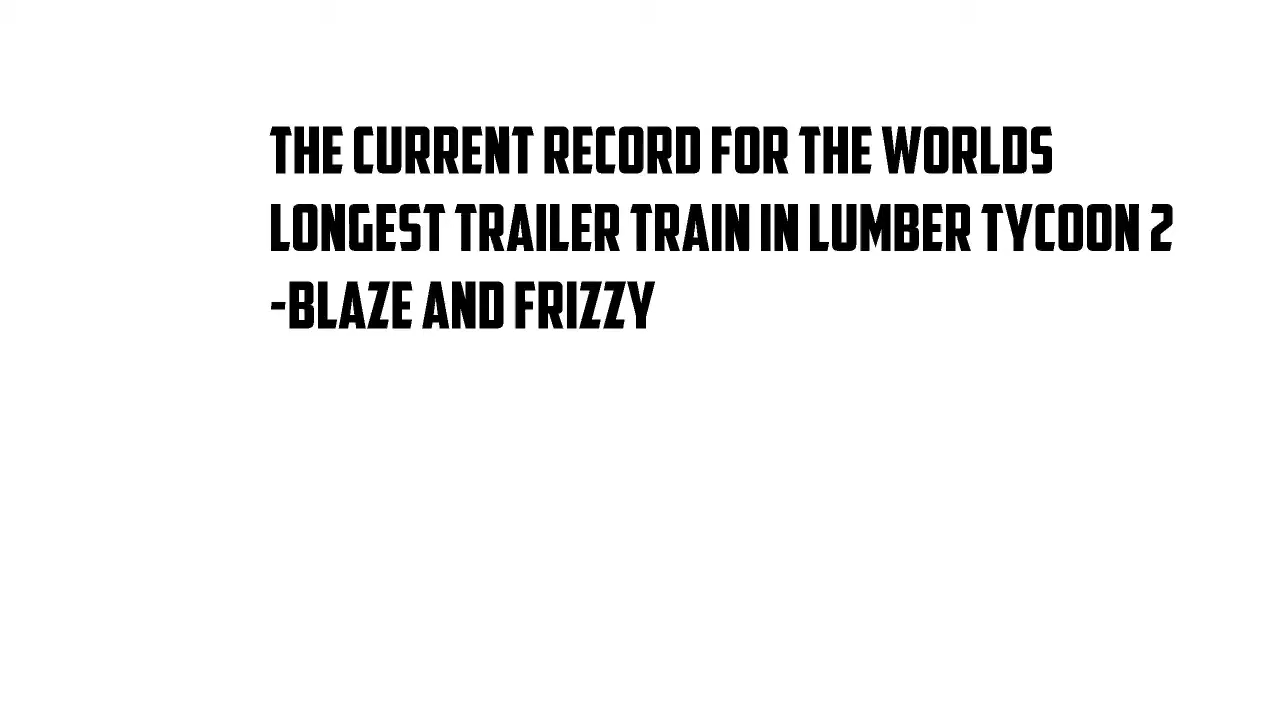 THE CURRENT RECORD FOR THE WORLDS
LONGEST TRAILER TRAIN IN LUMBER TYCOON 2
-BLAZE AND FRIZZY